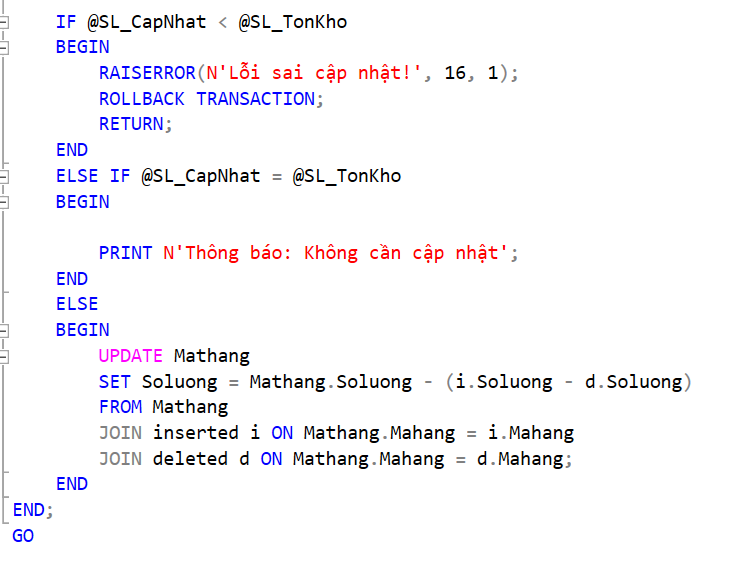 IF @SL_CapNhat < @SL_TonKho
BEGIN
RAISERROR(N'Lỗi sai cập nhật!', 16, 1);
ROLLBACK TRANSACTION;
RETURN;
END
ELSE IF @SL_CapNhat = @SL_TonKho
BEGIN
PRINT N'Thông báo: Không cần cập nhật';
END
ELSE
BEGIN
UPDATE Mathang
SET Soluong = Mathang.Soluong - (i.Soluong - d.Soluong)
FROM Mathang
JOIN inserted i ON Mathang.Mahang = i.Mahang
JOIN deleted d ON Mathang.Mahang = d.Mahang;
END
END;
GO